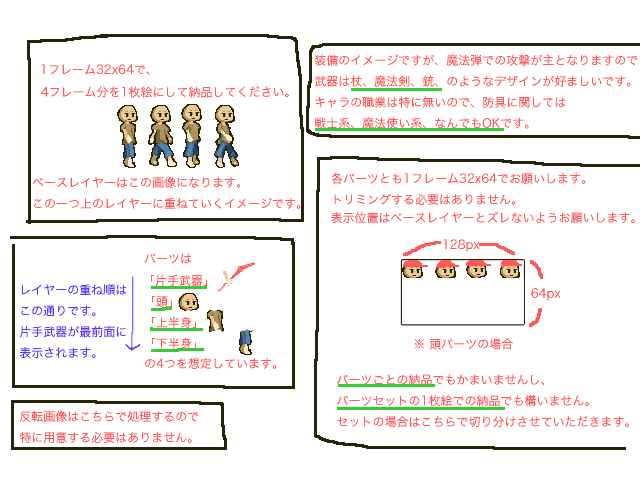 1フレーム32x64で、
4フレーム分を1枚絵にして納品してください。
ベースレイヤーはこの画像になります。
この一つ上のレイヤーに重ねていくイメージです。
装備のイメージですが、魔法弾での攻撃が主となりますので
武器は杖、魔法剣、銃、のようなデザインが好ましいです。
キャラの職業は特に無いので、防具に関しては
戦士系、魔法使い系、なんでもOKです。
レイヤーの重ね順は
この通りです。
片手武器が最前面に
表示されます。
パーツは
「片手武器」
「頭」
「上半身」
「下半身」
の4つを想定しています。
各パーツとも1フレーム32x64でお願いします。
トリミングする必要はありません。
表示位置はベースレイヤーとズレないようお願いします。
128px
64px
※ 頭パーツの場合
パーツごとの納品でもかまいませんし、
パーツセットの1枚絵での納品でも構いません。
セットの場合はこちらで切り分けさせていただきます。
反転画像はこちらで処理するので
特に用意する必要はありません。